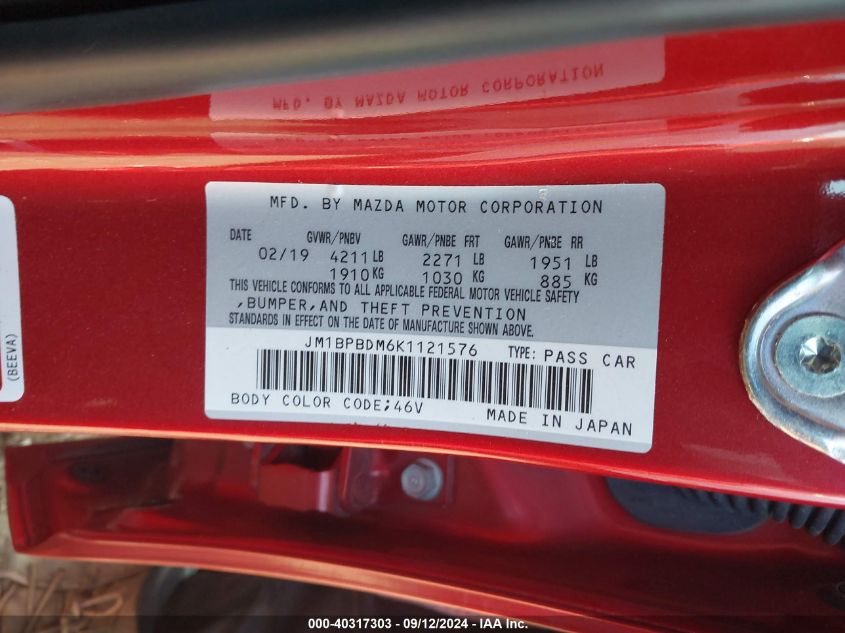 MFD. BY MAZDA MOTOR CORPORATION
MFD. BY MAZDA MOTOR CORPORATION
DATE GVWR/PNBV GAWR/PNBE FRT GAWR/PNBE RR
02/19 4211 LB 2271 LB 1951 LB
1910 KG 1030 KG 885 KG
THIS VEHICLE CONFORMS TO ALL APPLICABLE FEDERAL MOTOR VEHICLE SAFETY
,BUMPER,AND THEFT PREVENTION
STANDARDS IN EFFECT ON THE DATE OF MANUFACTURE SHOWN ABOVE.
JM1BPBDM6K1121576 TYPE: PASS CAR
BODY COLOR CODE;46V MADE IN JAPAN
(BEEVA)
000-40317303 - 09/12/2024 - IAA Inc.